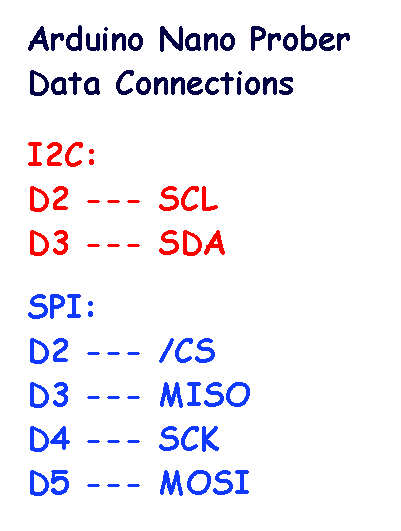 Arduino Nano Prober
Data Connections
I2C:
D2 --- SCL
D3 --- SDA
SPI:
D2 --- /CS
D3 --- MISO
D4 --- SCK
D5 --- MOSI